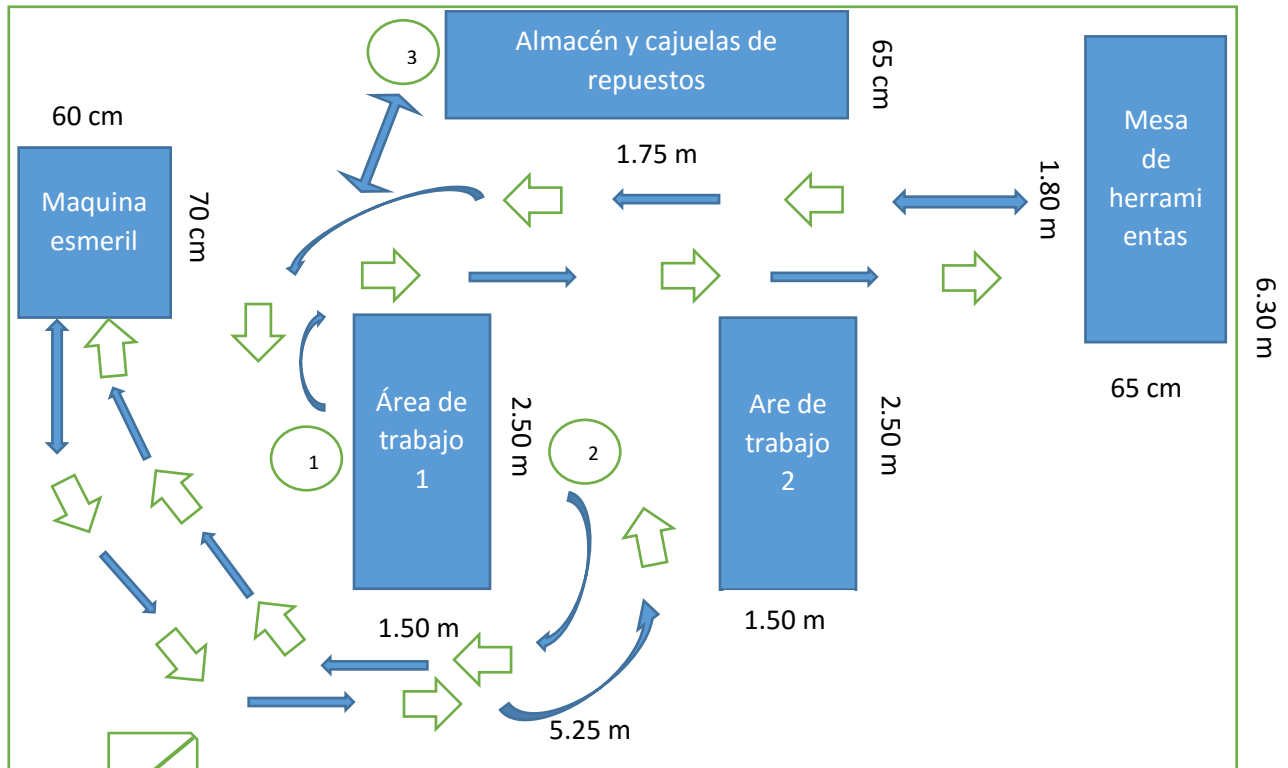 3
Almacén y cajuelas de
repuestos
65 cm
Mesa
de
herrami
entas
60 cm
1.75 m
1.80 m
Maquina
esmeril
70 cm
6.30 m
65 cm
Área de
trabajo
1
2.50 m
Are de
trabajo
2
2.50 m
1
2
1.50 m
1.50 m
5.25 m